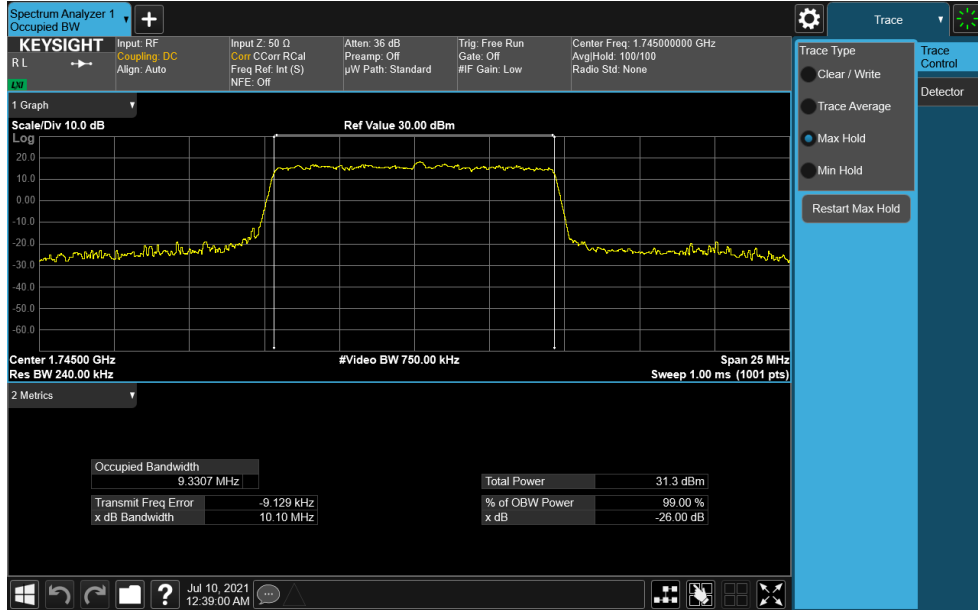 Spectrum Analyzer 1
Occupied BW
Trace
KEYSIGHT
R L
LXI
Input: RF
Coupling: DC
Align: Auto
Input Z: 50 Ω
Corr CCorr RCal
Freq Ref: Int (S)
NFE: Off
Atten: 36 dB
Preamp: Off
µW Path: Standard
Trig: Free Run
Gate: Off
#IF Gain: Low
Center Freq: 1.745000000 GHz
Avg|Hold: 100/100
Radio Std: None
1 Graph
Scale/Div 10.0 dB
Ref Value 30.00 dBm
Log
20.0
10.0
0.00
-10.0
-20.0
-30.0
-40.0
-50.0
-60.0
Center 1.74500 GHz
#Video BW 750.00 kHz
Span 25 MHz
Res BW 240.00 kHz
Sweep 1.00 ms (1001 pts)
2 Metrics
Occupied Bandwidth
9.3307 MHz
Total Power 31.3 dBm
Transmit Freq Error -9.129 kHz
% of OBW Power 99.00 %
x dB Bandwidth 10.10 MHz
x dB -26.00 dB
Trace Type
Clear / Write
Trace Average
Max Hold
Min Hold
Restart Max Hold
Trace
Control
Detector
?
Jul 10, 2021
12:39:00 AM